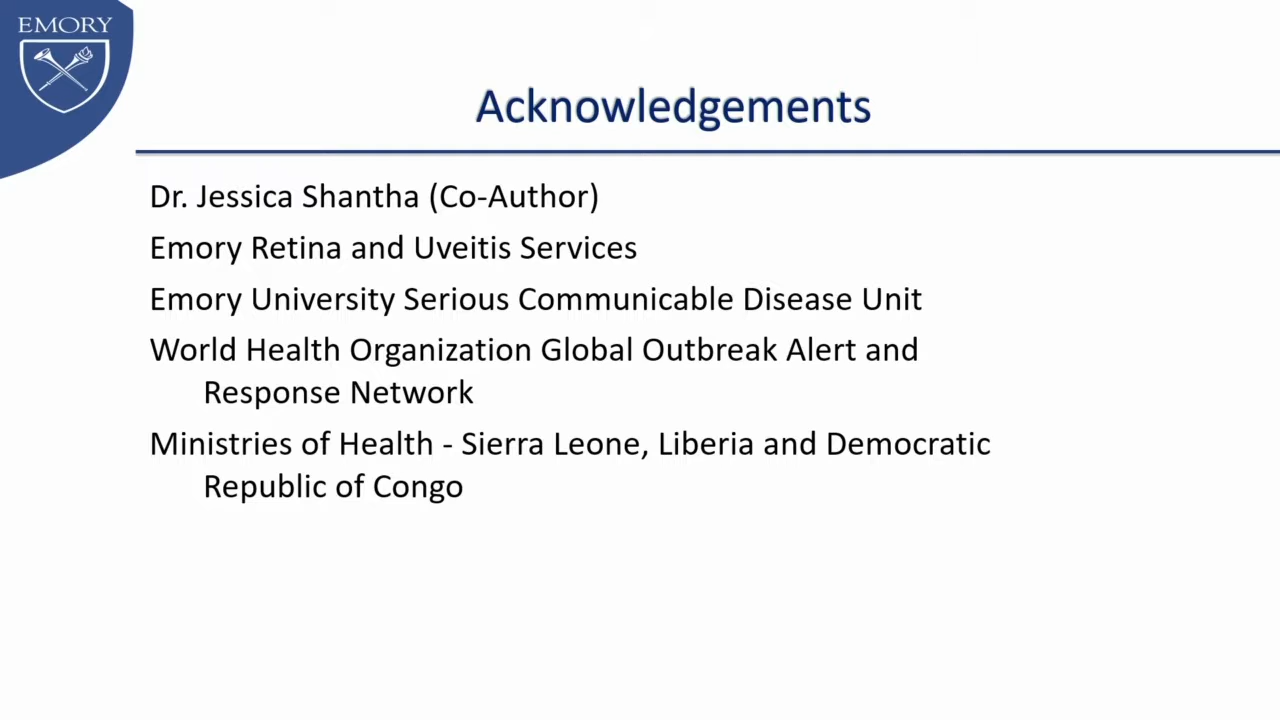 EMORY
Acknowledgements
Dr. Jessica Shantha (Co-Author)
Emory Retina and Uveitis Services
Emory University Serious Communicable Disease Unit
World Health Organization Global Outbreak Alert and
Response Network
Ministries of Health - Sierra Leone, Liberia and Democratic
Republic of Congo